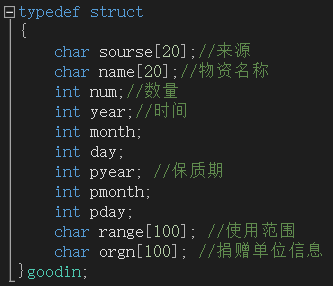 typedef struct
{
char sourse[20];//来源
char name[20];//物资名称
int num;//数量
int year;//时间
int month;
int day;
int pyear; //保质期
int pmonth;
int pday;
char range[100]; //使用范围
char orgn[100]; //捐赠单位信息
}goodin;